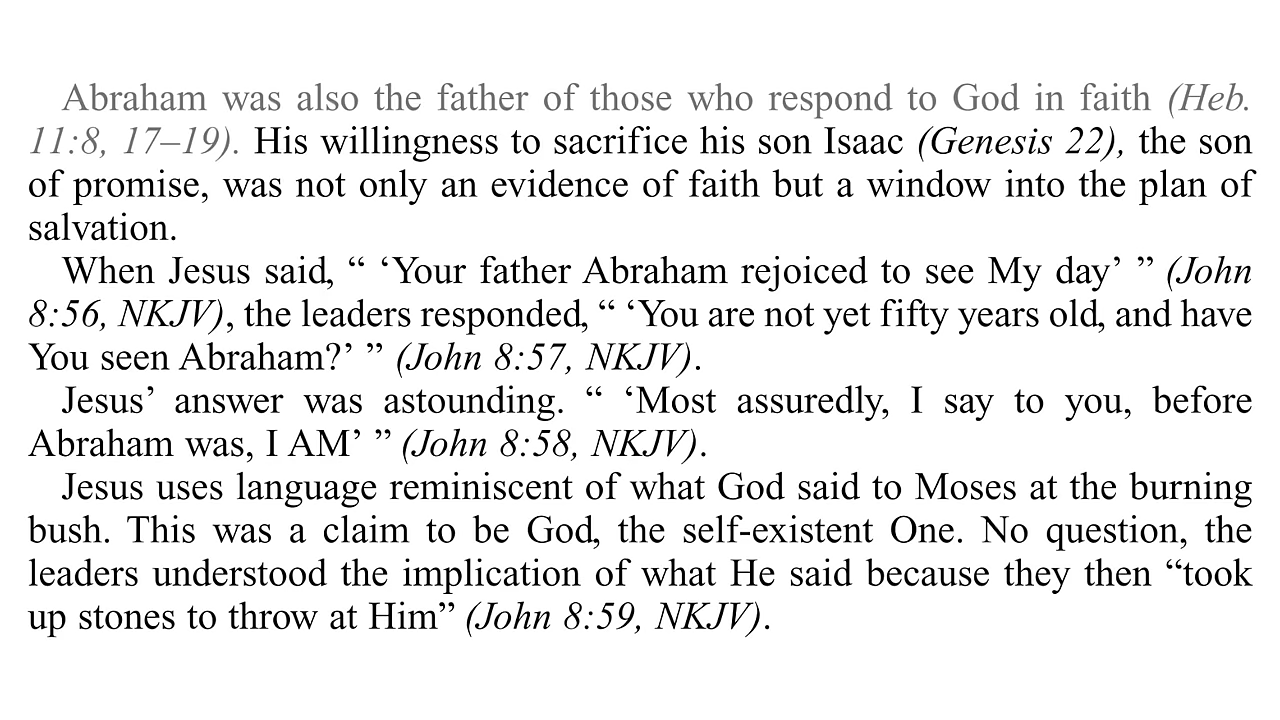 Abraham was also the father of those who respond to God in faith (Heb.
11:8, 17–19). His willingness to sacrifice his son Isaac (Genesis 22), the son
of promise, was not only an evidence of faith but a window into the plan of
salvation.
When Jesus said, “ ‘Your father Abraham rejoiced to see My day’ ” (John
8:56, NKJV), the leaders responded, “ ‘You are not yet fifty years old, and have
You seen Abraham?’ ” (John 8:57, NKJV).
Jesus’ answer was astounding. “ ‘Most assuredly, I say to you, before
Abraham was, I AM’ ” (John 8:58, NKJV).
Jesus uses language reminiscent of what God said to Moses at the burning
bush. This was a claim to be God, the self-existent One. No question, the
leaders understood the implication of what He said because they then “took
up stones to throw at Him” (John 8:59, NKJV).